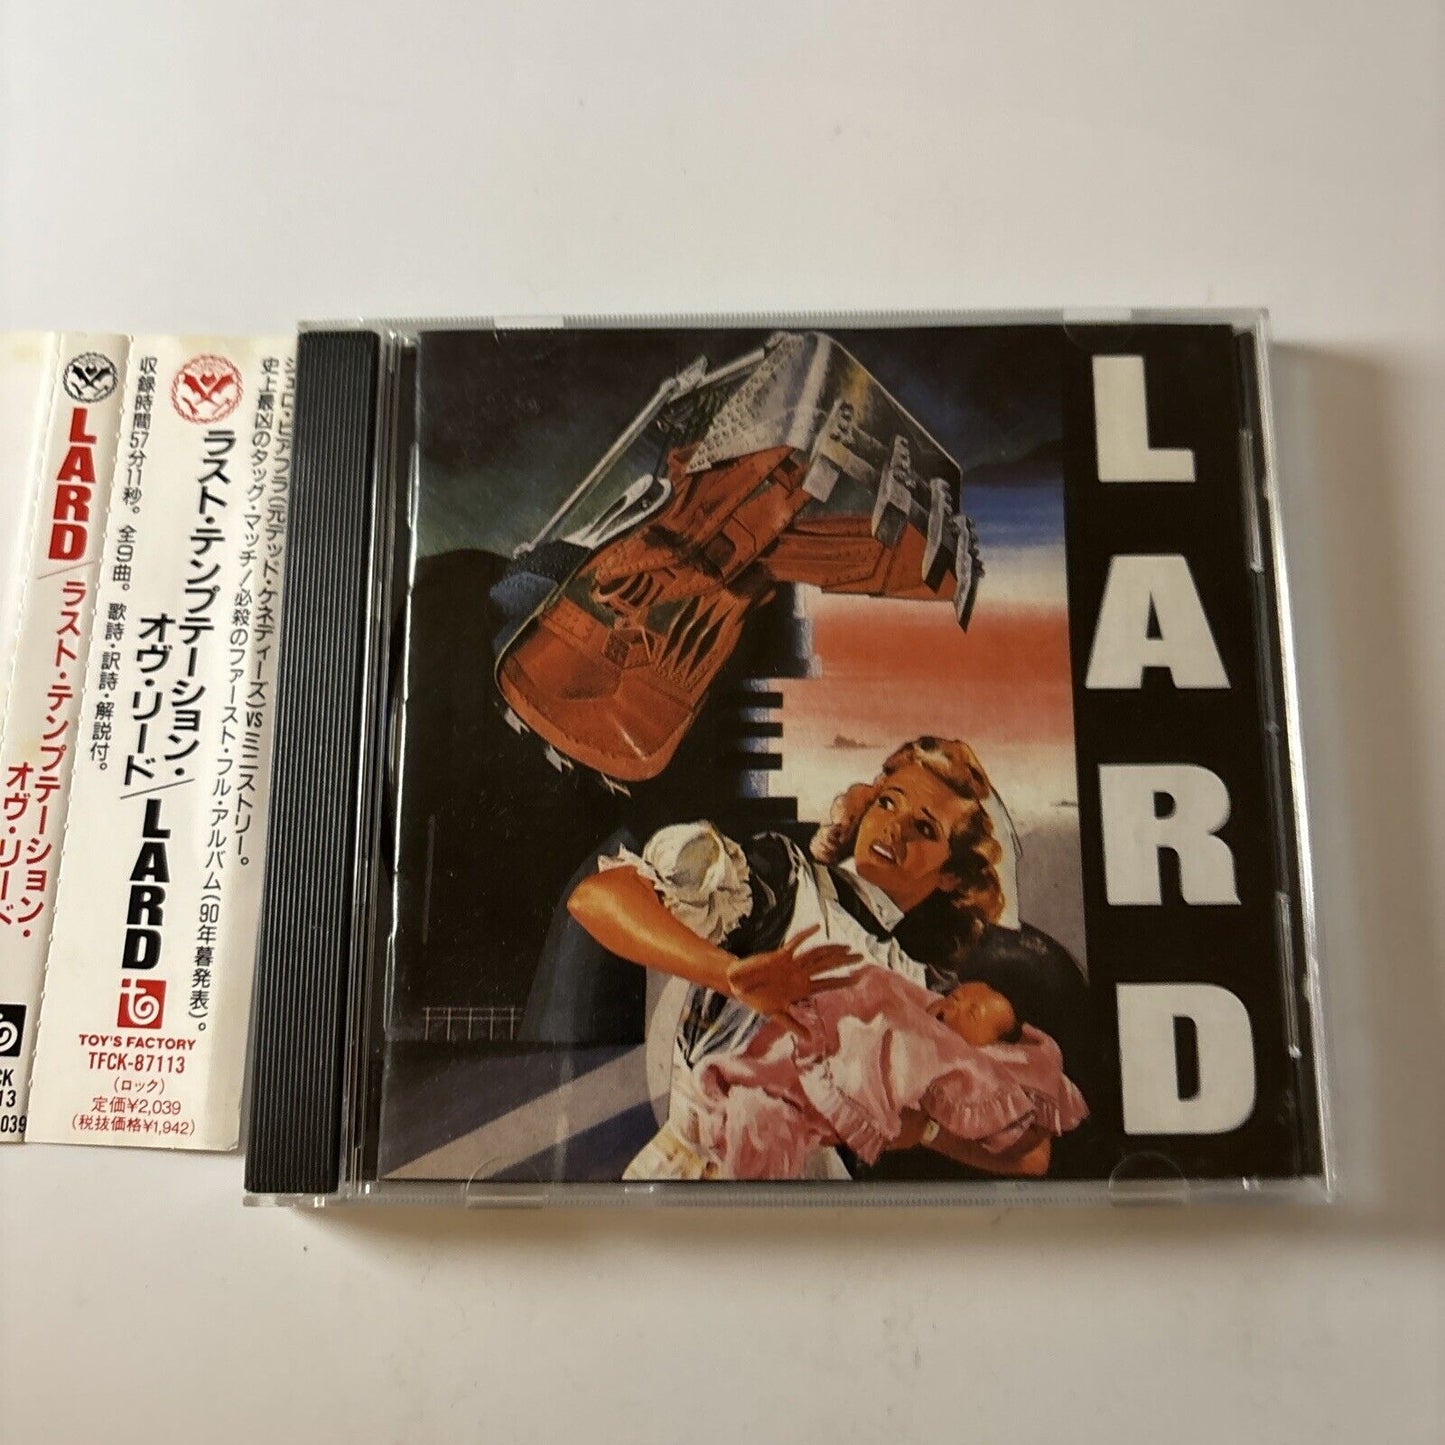 LARD/ラスト・テンプテーション・
オヴ・リード
収録時間57分11秒。全9曲。歌詩・訳詩・解説付。
ラスト・テンプテーション・
オヴ・リード/LARD
TOY'S FACTORY
TFCK-87113
(ロック)
定価¥2,039
(税抜価格¥1,942)
史上最凶のタッグ・マッチ!必殺のファースト・フル・アルバム(90年暮発表)。
ジェロ・ビアフラ(元デッド・ケネディーズ)vsミニストリー。
CK
13
039
LARD